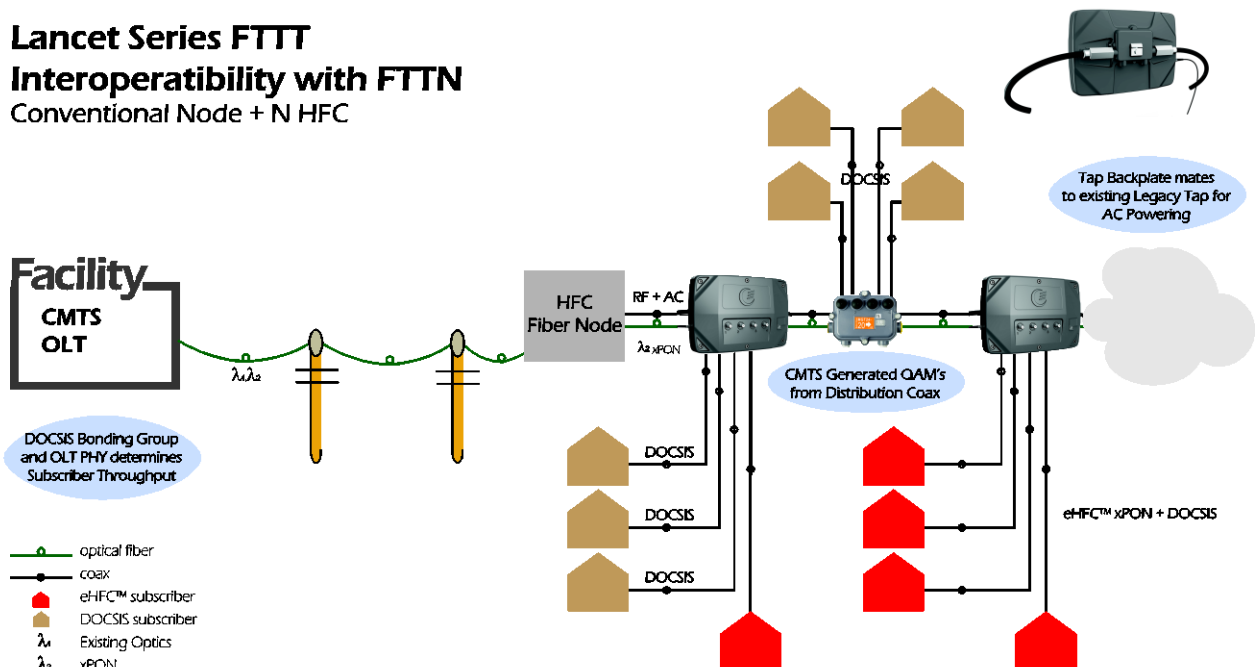 Lancet Series FTTT
Interoperatibility with FTTN
Conventional Node + N HFC
DOCSIS
Tap Backplate mates
to existing Legacy Tap for
AC Powering
Facility
CMTS
OLT
λ₁λ₂
HFC
Fiber Node
RF + AC
λ₂ xPON
CMTS Generated QAM's
from Distribution Coax
DOCSIS Bonding Group
and OLT PHY determines
Subscriber Throughput
DOCSIS
DOCSIS
DOCSIS
eHFC™ xPON + DOCSIS
optical fiber
coax
eHFC™ subscriber
DOCSIS subscriber
λ₁ Existing Optics
λ₂ xPON